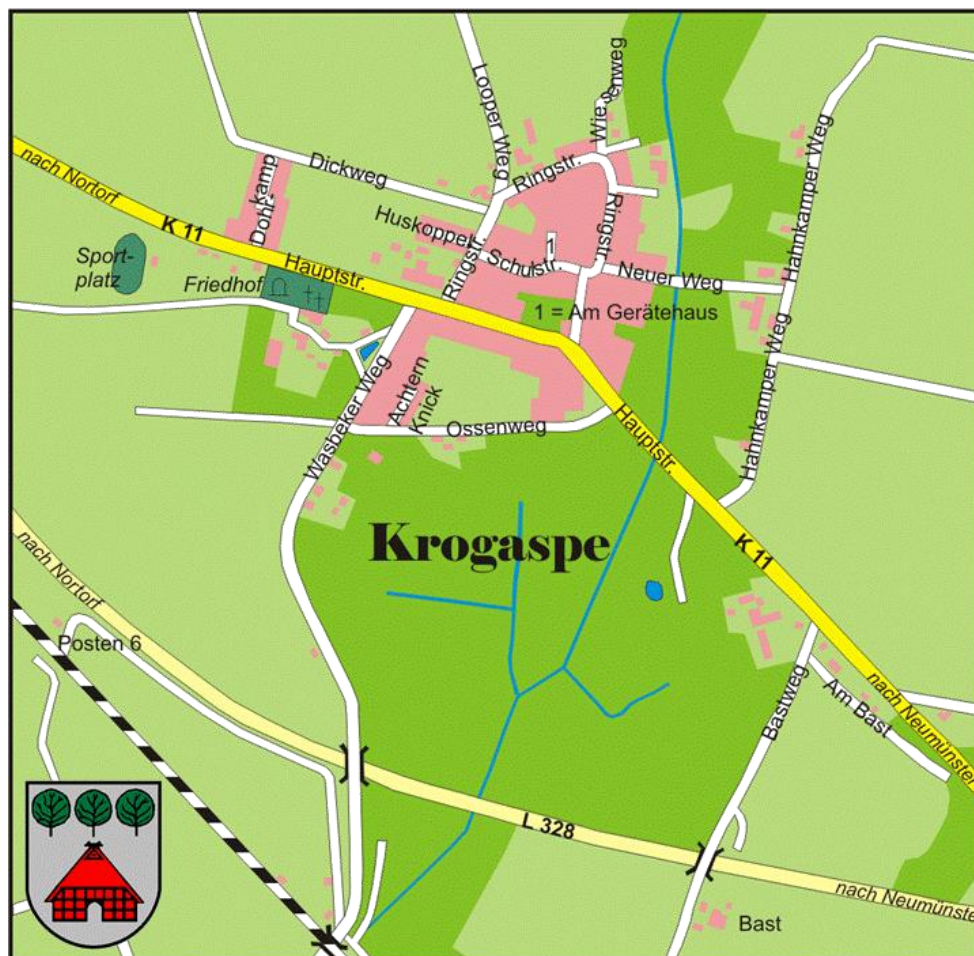 Looper Weg
Wiesenweg
Hahnkamper Weg
nach Nortorf
Dickweg
Dohrkamp
Ringstr.
K 11
Huskoppel
Ringstr.
Sport-
platz
Friedhof
Hauptstr.
Ringstr.
Schulstr.
1
Neuer Weg
1 = Am Gerätehaus
Hahnkamper Weg
Wasbeker Weg
Achtern
Knick
Ossenweg
Hauptstr.
Krogaspe
K 11
nach Nortorf
Posten 6
Bastweg
Am Bast
nach Neumünster
L 328
nach Neumünster
Bast